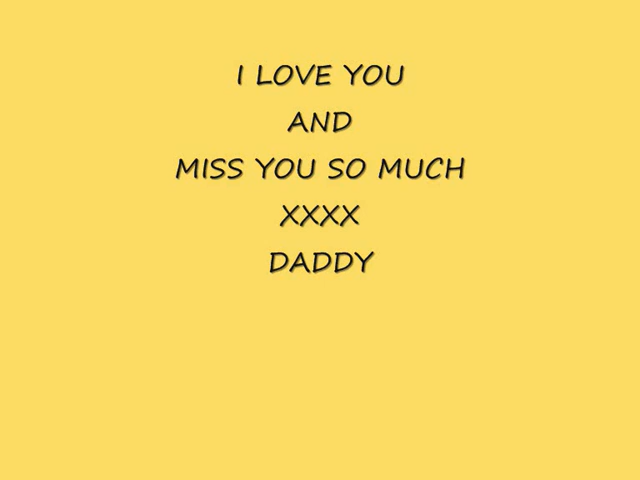 I LOVE YOU
AND
MISS YOU SO MUCH
XXXX
DADDY